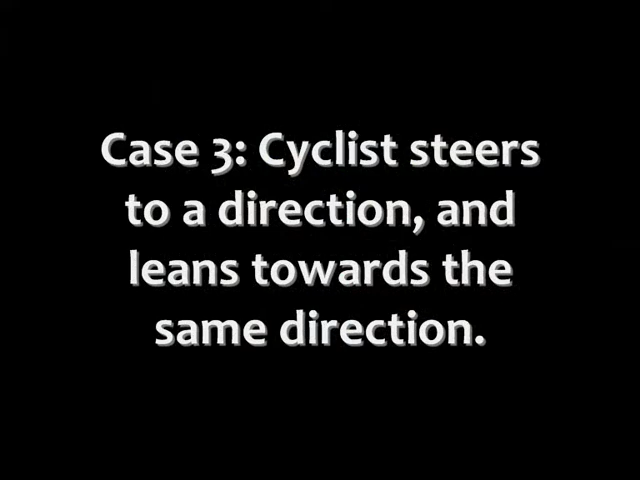 Case 3: Cyclist steers
to a direction, and
leans towards the
same direction.